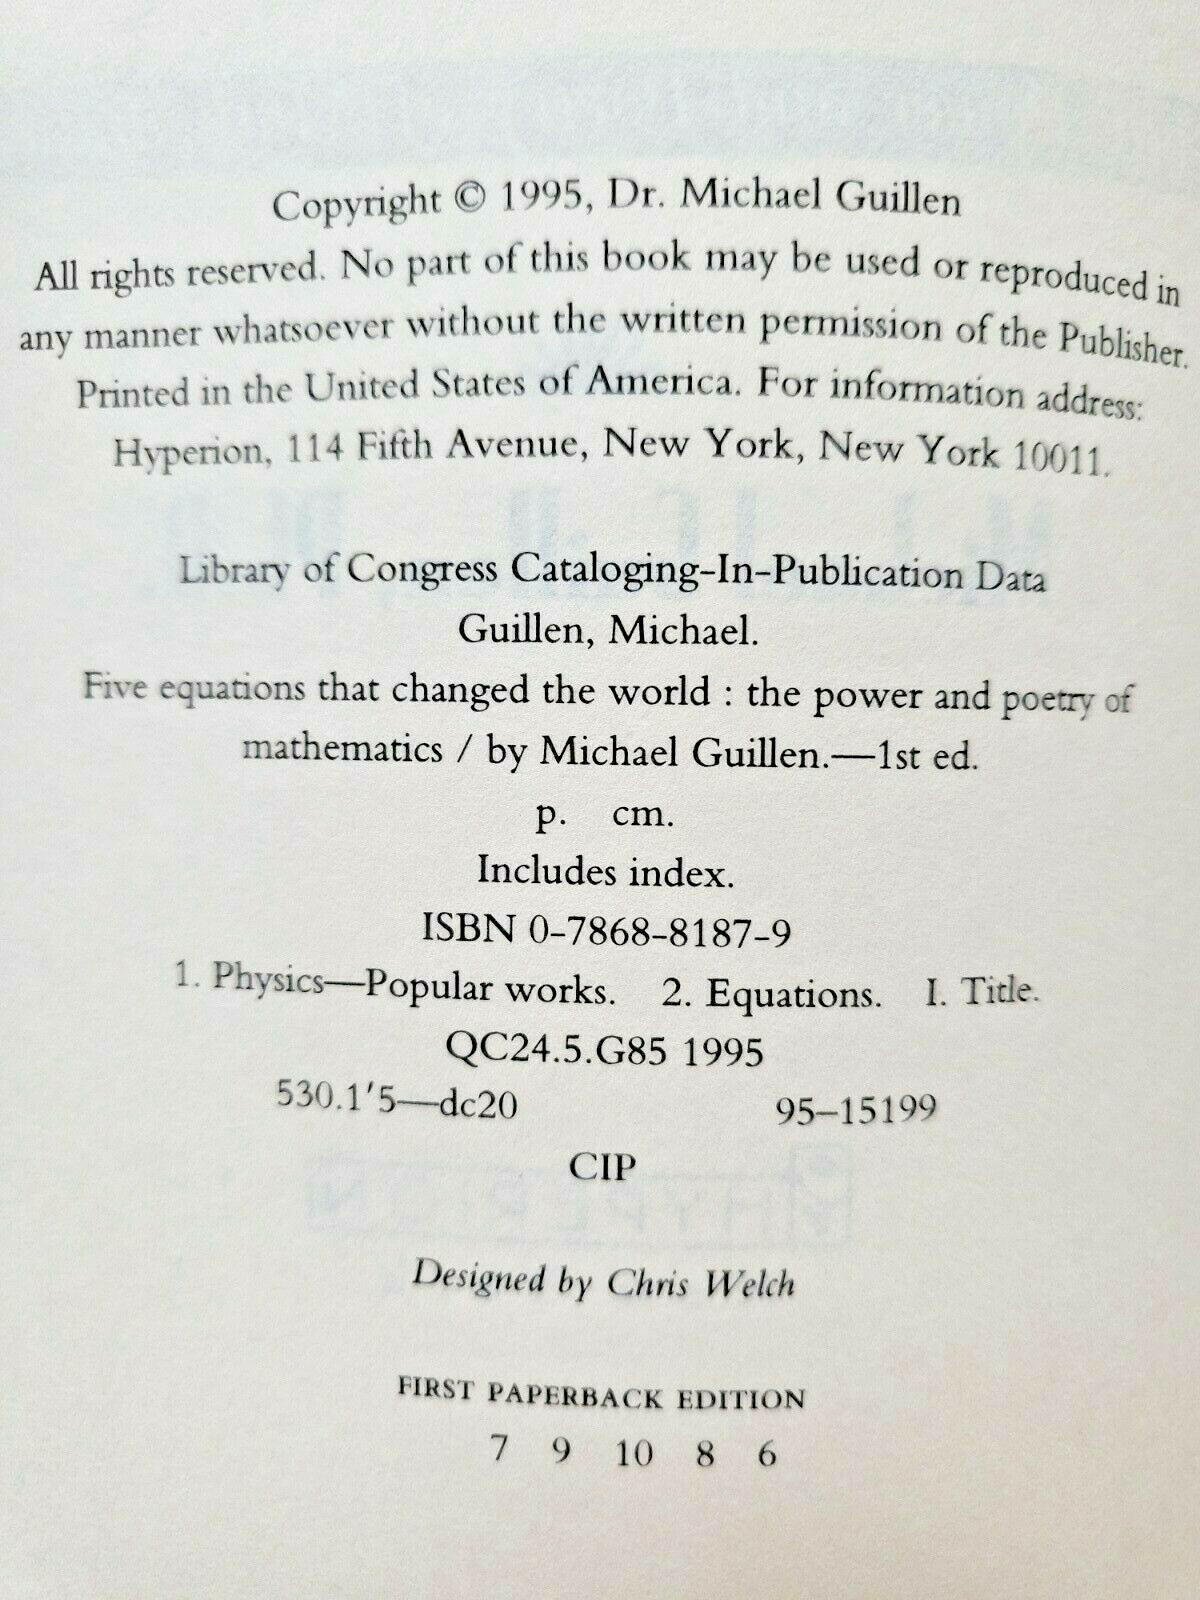 Copyright © 1995, Dr. Michael Guillen
All rights reserved. No part of this book may be used or reproduced in
any manner whatsoever without the written permission of the Publisher.
Printed in the United States of America. For information address:
Hyperion, 114 Fifth Avenue, New York, New York 10011.
Library of Congress Cataloging-In-Publication Data
Guillen, Michael.
Five equations that changed the world : the power and poetry of
mathematics / by Michael Guillen.—1st ed.
p. cm.
Includes index.
ISBN 0-7868-8187-9
1. Physics—Popular works. 2. Equations. I. Title.
QC24.5.G85 1995
530.1'5—dc20 95-15199
CIP
Designed by Chris Welch
FIRST PAPERBACK EDITION
7 9 10 8 6